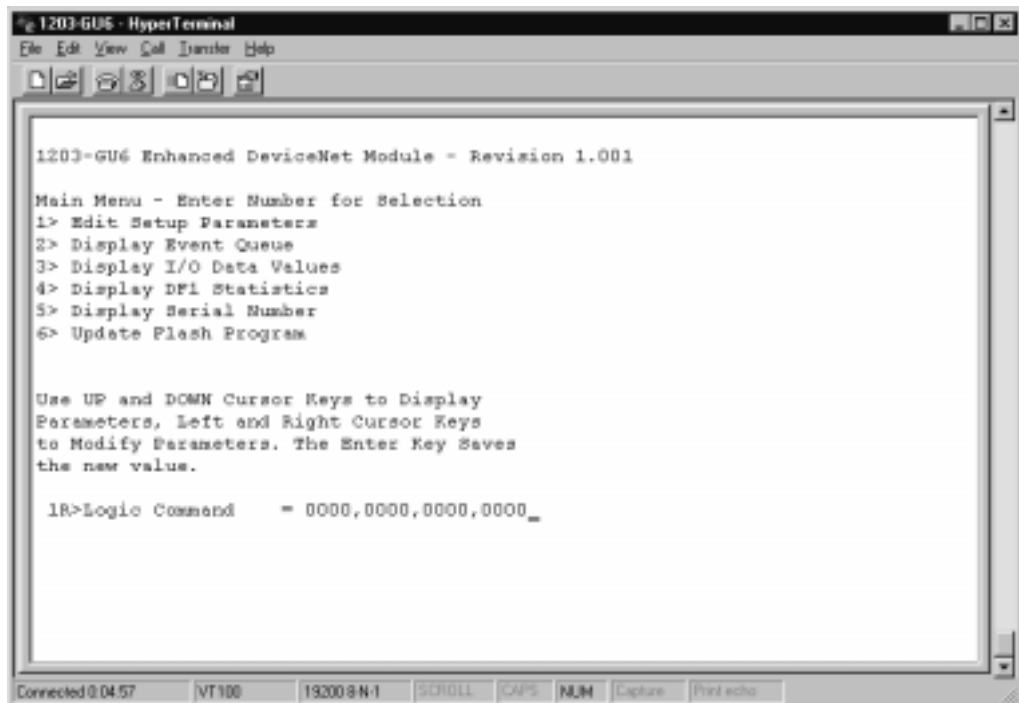 1203-GU6 - HyperTerminal
File Edit View Call Transfer Help
1203-GU6 Enhanced DeviceNet Module - Revision 1.001
Main Menu - Enter Number for Selection
1> Edit Setup Parameters
2> Display Event Queue
3> Display I/O Data Values
4> Display DF1 Statistics
5> Display Serial Number
6> Update Flash Program
Use UP and DOWN Cursor Keys to Display
Parameters, Left and Right Cursor Keys
to Modify Parameters. The Enter Key Saves
the new value.
1R>Logic Command = 0000,0000,0000,0000_
Connected 0:04:57 VT100 19200 8-N-1 SCROLL CAPS NUM Capture Print echo